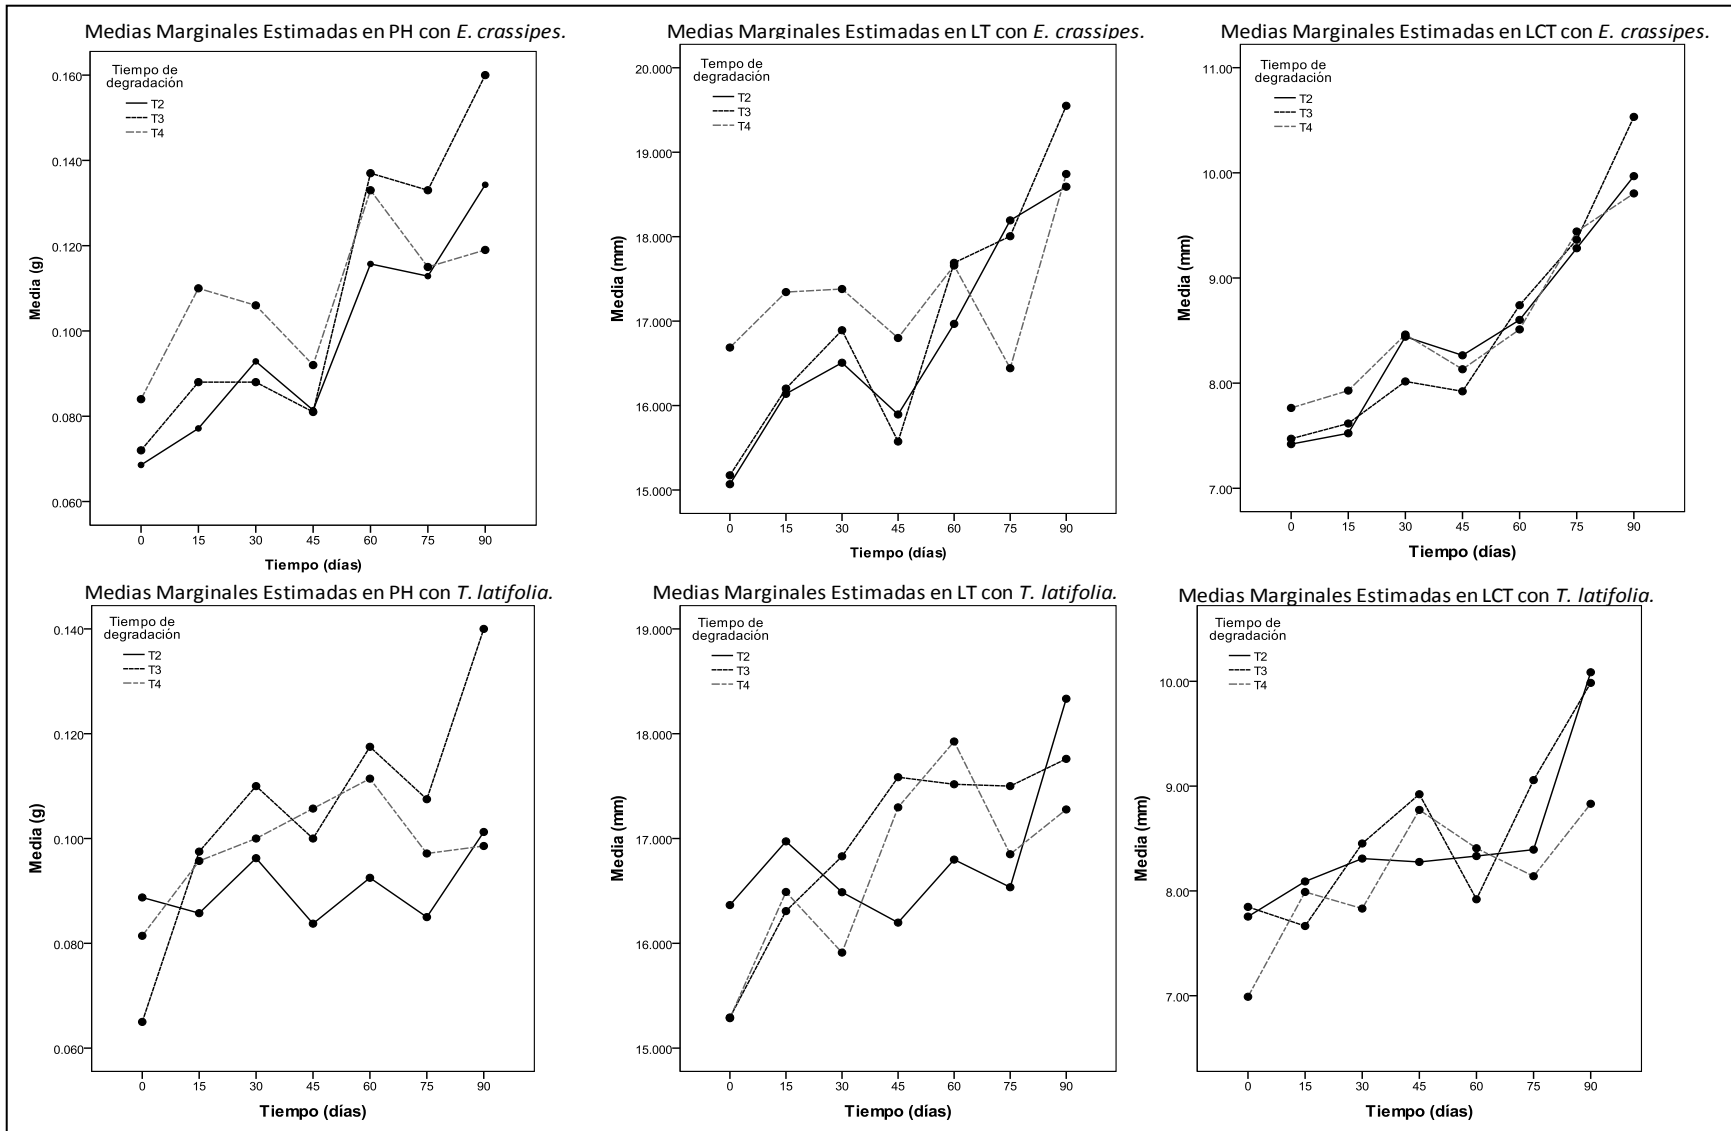 Medias Marginales Estimadas en PH con E. crassipes.
Tiempo de
degradación
T2
T3
T4
0.160
0.140
0.120
0.100
0.080
0.060
Media (g)
0 15 30 45 60 75 90
Tiempo (días)
Medias Marginales Estimadas en LT con E. crassipes.
Tiempo de
degradación
T2
T3
T4
20.000
19.000
18.000
17.000
16.000
15.000
Media (mm)
0 15 30 45 60 75 90
Tiempo (días)
Medias Marginales Estimadas en LCT con E. crassipes.
Tiempo de
degradación
T2
T3
T4
11.00
10.00
9.00
8.00
7.00
Media (mm)
0 15 30 45 60 75 90
Tiempo (días)
Medias Marginales Estimadas en PH con T. latifolia.
Tiempo de
degradación
T2
T3
T4
0.140
0.120
0.100
0.080
0.060
Media (g)
0 15 30 45 60 75 90
Tiempo (días)
Medias Marginales Estimadas en LT con T. latifolia.
Tiempo de
degradación
T2
T3
T4
19.000
18.000
17.000
16.000
15.000
Media (mm)
0 15 30 45 60 75 90
Tiempo (días)
Medias Marginales Estimadas en LCT con T. latifolia.
Tiempo de
degradación
T2
T3
T4
10.00
9.00
8.00
7.00
Media (mm)
0 15 30 45 60 75 90
Tiempo (días)